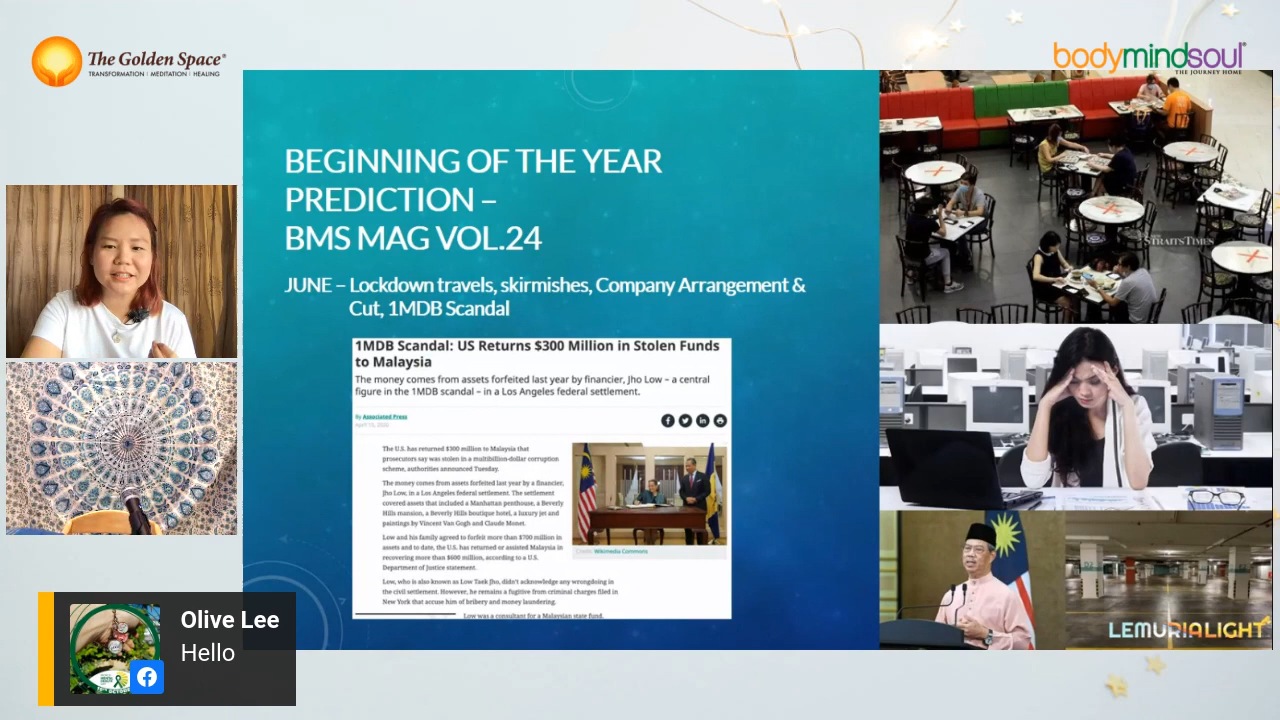 The Golden Space®
TRANSFORMATION | MEDITATION | HEALING
bodymindsoul®
THE JOURNEY HOME
BEGINNING OF THE YEAR
PREDICTION –
BMS MAG VOL.24
JUNE – Lockdown travels, skirmishes, Company Arrangement &
Cut, 1MDB Scandal
1MDB Scandal: US Returns $300 Million in Stolen Funds
to Malaysia
The money comes from assets forfeited last year by financier, Jho Low – a central
figure in the 1MDB scandal – in a Los Angeles federal settlement.
By Associated Press
April 15, 2020
The U.S. has returned $300 million to Malaysia that
prosecutors say was stolen in a multibillion-dollar corruption
scheme, authorities announced Tuesday.
The money comes from assets forfeited last year by a financier,
Jho Low, in a Los Angeles federal settlement. The settlement
covered assets that included a Manhattan penthouse, a Beverly
Hills mansion, a Beverly Hills boutique hotel, a luxury jet and
paintings by Vincent Van Gogh and Claude Monet.
Low and his family agreed to forfeit more than $700 million in
assets and to date, the U.S. has returned or assisted Malaysia in
recovering more than $600 million, according to a U.S.
Department of Justice statement.
Credit: Wikimedia Commons
Low, who is also known as Low Taek Jho, didn't acknowledge any wrongdoing in
the civil settlement. However, he remains a fugitive from criminal charges filed in
New York that accuse him of bribery and money laundering.
Low was a consultant for a Malaysian state fund,
STRAITS TIMES
LEMURIALIGHT
Olive Lee
Hello